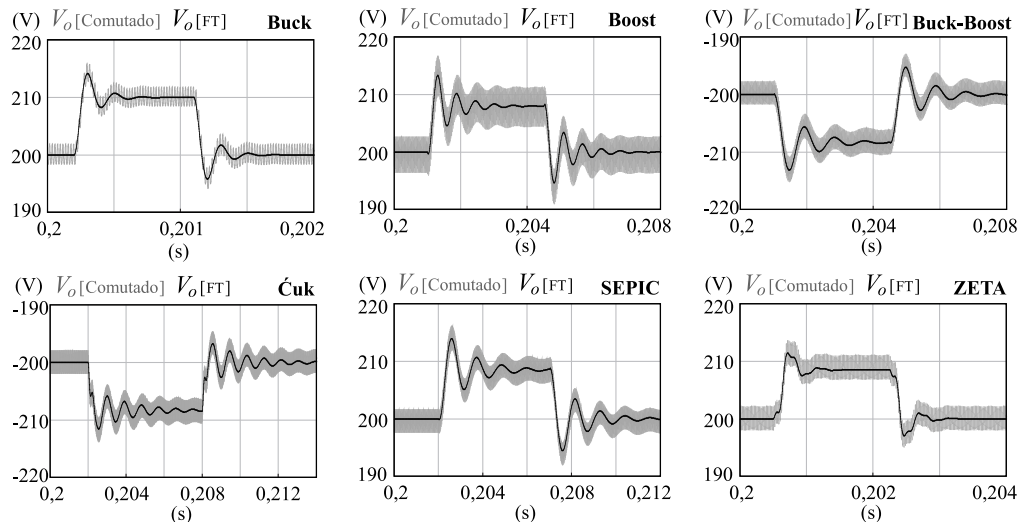 (V) Vo [Comutado] Vo [FT] Buck
220
210
200
190
0,2 0,201 0,202
(s)
(V) Vo [Comutado] Vo [FT] Boost
220
210
200
190
0,2 0,204 0,208
(s)
(V) Vo [Comutado] Vo [FT] Buck-Boost
-190
-200
-210
-220
0,2 0,204 0,208
(s)
(V) Vo [Comutado] Vo [FT] Ćuk
-190
-200
-210
-220
0,2 0,204 0,208 0,212
(s)
(V) Vo [Comutado] Vo [FT] SEPIC
220
210
200
190
0,2 0,204 0,208 0,212
(s)
(V) Vo [Comutado] Vo [FT] ZETA
220
210
200
190
0,2 0,202 0,204
(s)